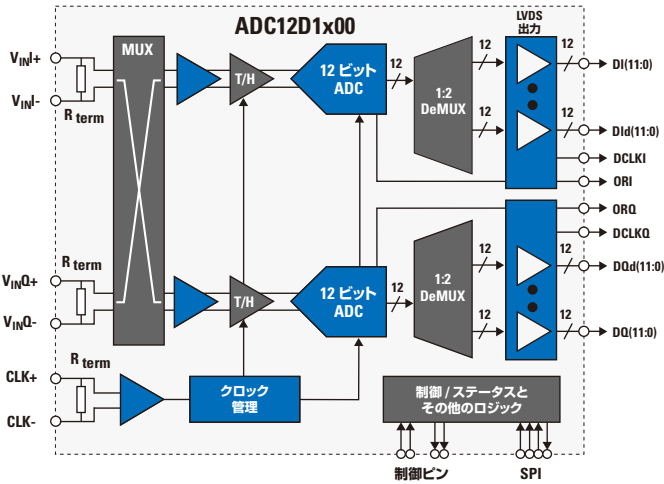 ADC12D1x00
LVDS
出力
MUX
VINI+
VINI-
Rterm
T/H
12 ビット
ADC
12
1:2
DeMUX
12
12
12
12
DI(11:0)
DId(11:0)
DCLKI
ORI
ORQ
DCLKQ
DQd(11:0)
DQ(11:0)
VINQ+
VINQ-
Rterm
T/H
12 ビット
ADC
12
1:2
DeMUX
12
12
12
12
CLK+
CLK-
Rterm
クロック
管理
制御 / ステータスと
その他のロジック
制御ピン
SPI